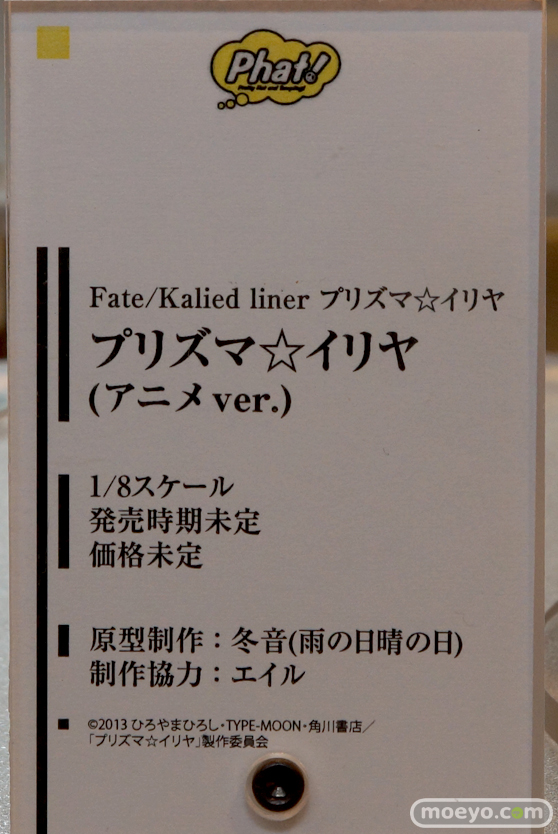 Phat!
Fate/Kalied liner プリズマ☆イリヤ
プリズマ☆イリヤ
(アニメver.)
1/8スケール
発売時期未定
価格未定
原型制作：冬音(雨の日晴の日)
制作協力：エイル
©2013 ひろやまひろし・TYPE-MOON・角川書店／
「プリズマ☆イリヤ」製作委員会
moeyo.com